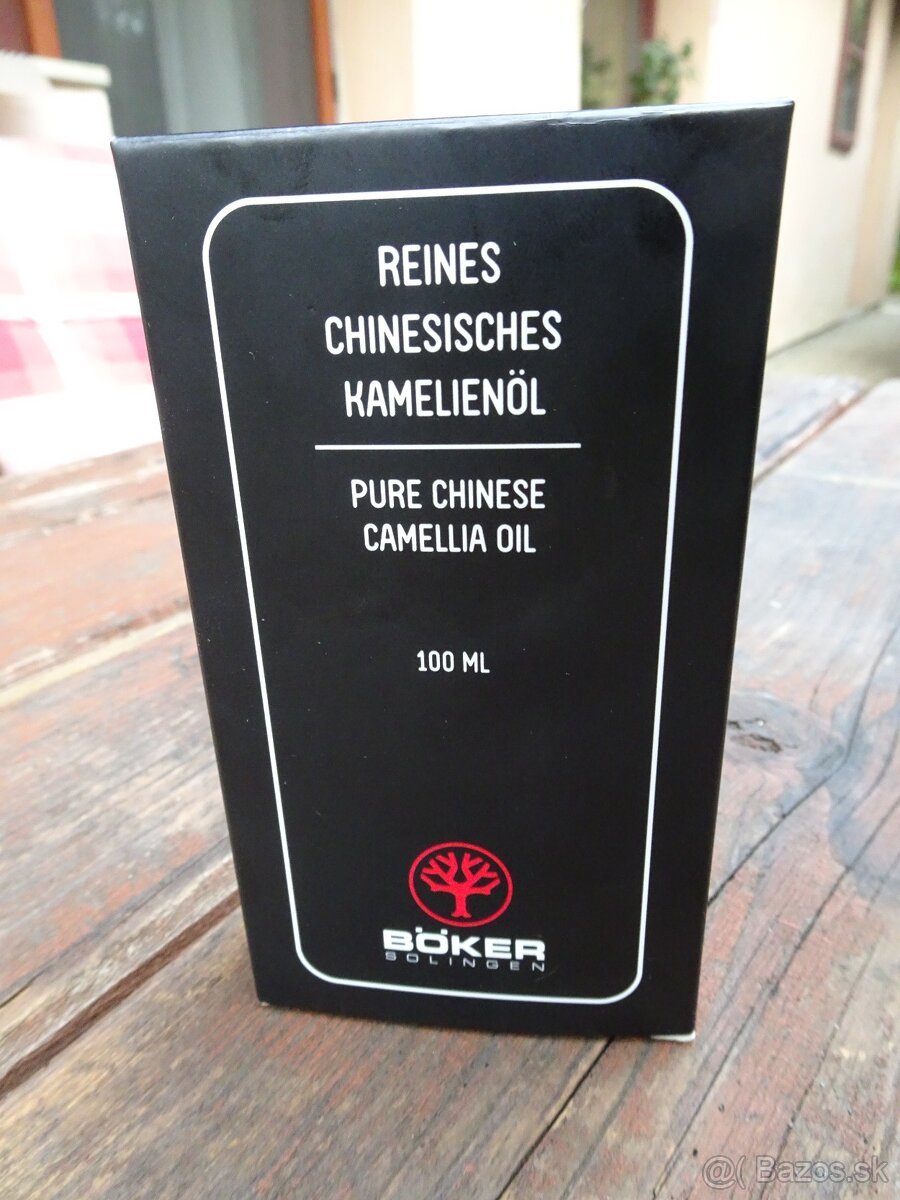 REINES
CHINESISCHES
KAMELIENÖL
PURE CHINESE
CAMELLIA OIL
100 ML
BÖKER
SOLINGEN
@( Bazos.sk